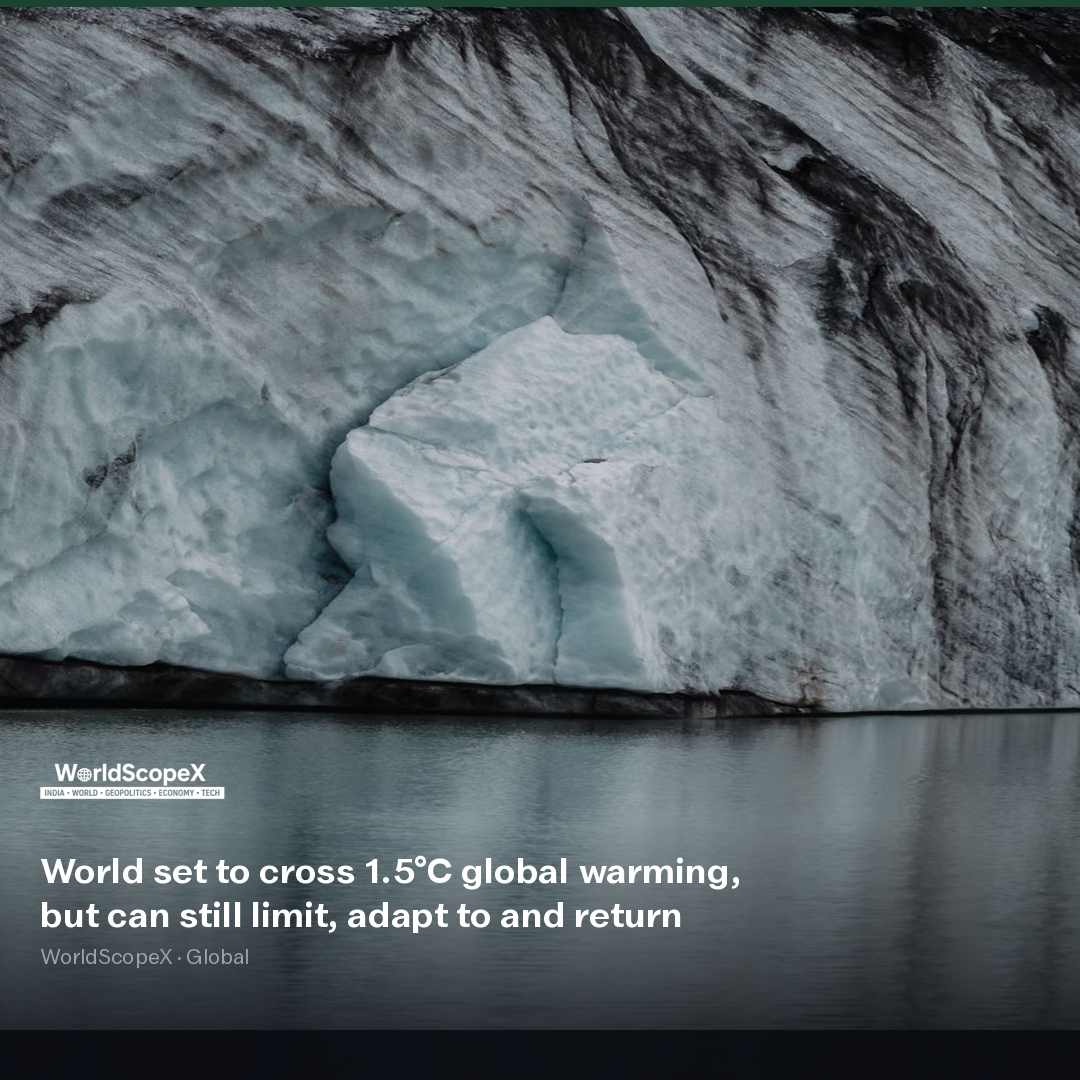 WorldScopeX
INDIA • WORLD • GEOPOLITICS • ECONOMY • TECH
World set to cross 1.5°C global warming,
but can still limit, adapt to and return
WorldScopeX · Global